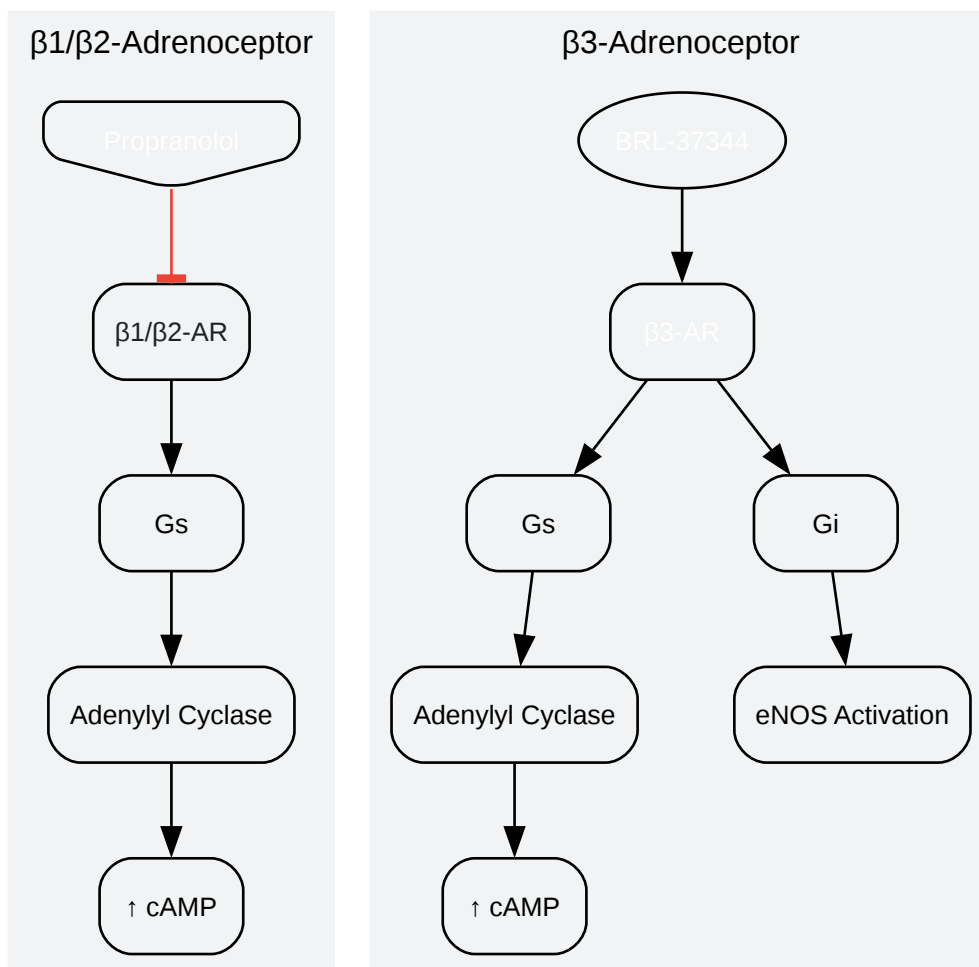 β1/β2-Adrenoceptor
Propranolol
β1/β2-AR
Gs
Adenylyl Cyclase
↑ cAMP
β3-Adrenoceptor
BRL-37344
β3-AR
Gs
Gi
Adenylyl Cyclase
eNOS Activation
↑ cAMP